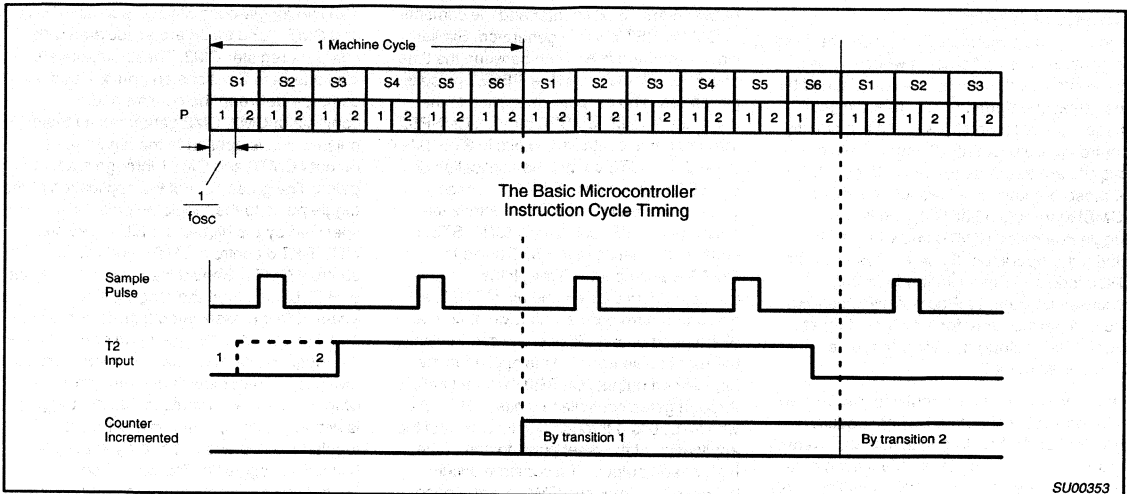 1 Machine Cycle
S1 S2 S3 S4 S5 S6 S1 S2 S3 S4 S5 S6 S1 S2 S3
P 1 2 1 2 1 2 1 2 1 2 1 2 1 2 1 2 1 2 1 2 1 2 1 2 1 2 1 2 1 2
1
fOSC
The Basic Microcontroller
Instruction Cycle Timing
Sample
Pulse
T2
Input
1 2
Counter
Incremented
By transition 1 By transition 2
SU00353